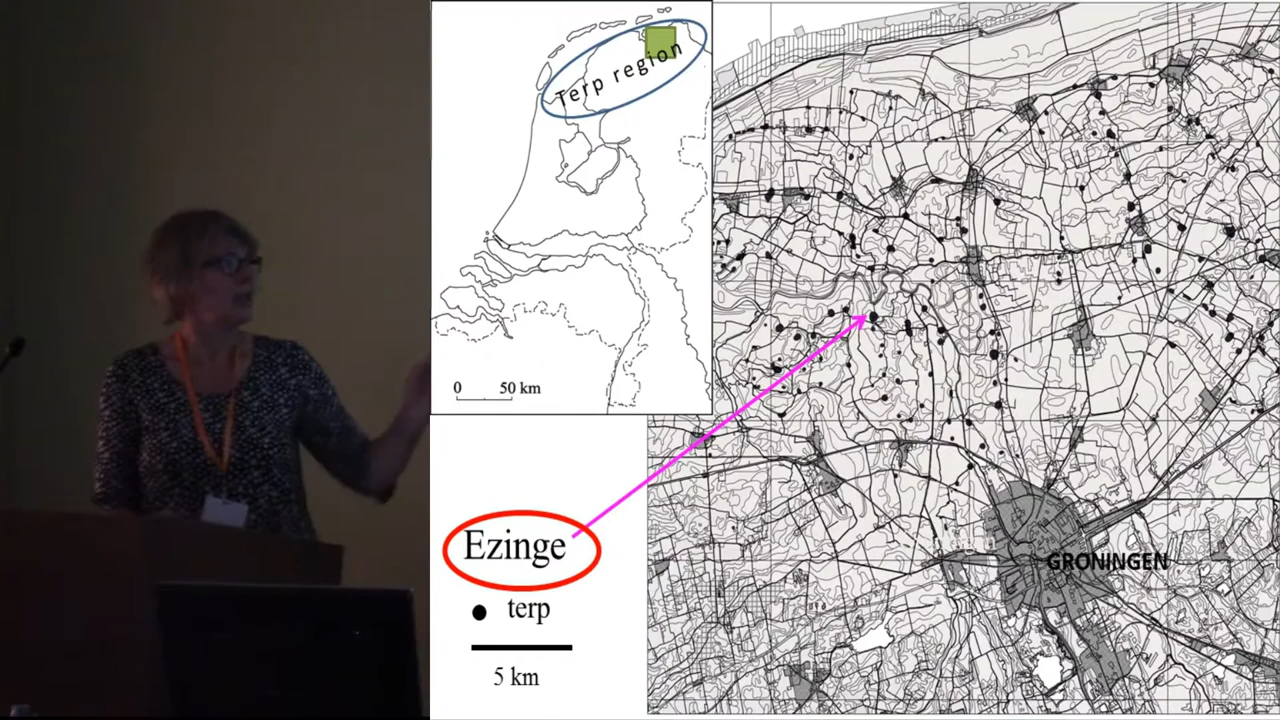 Terp region
0 50 km
Ezinge
terp
5 km
GRONINGEN